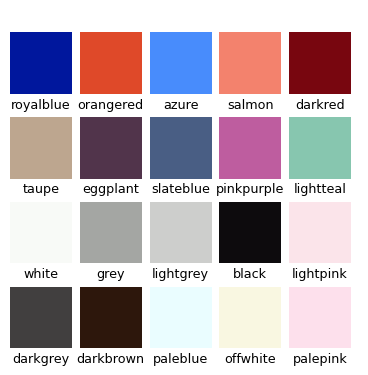 royalblue orangered azure salmon darkred
taupe eggplant slateblue pinkpurple lightteal
white grey lightgrey black lightpink
darkgrey darkbrown paleblue offwhite palepink